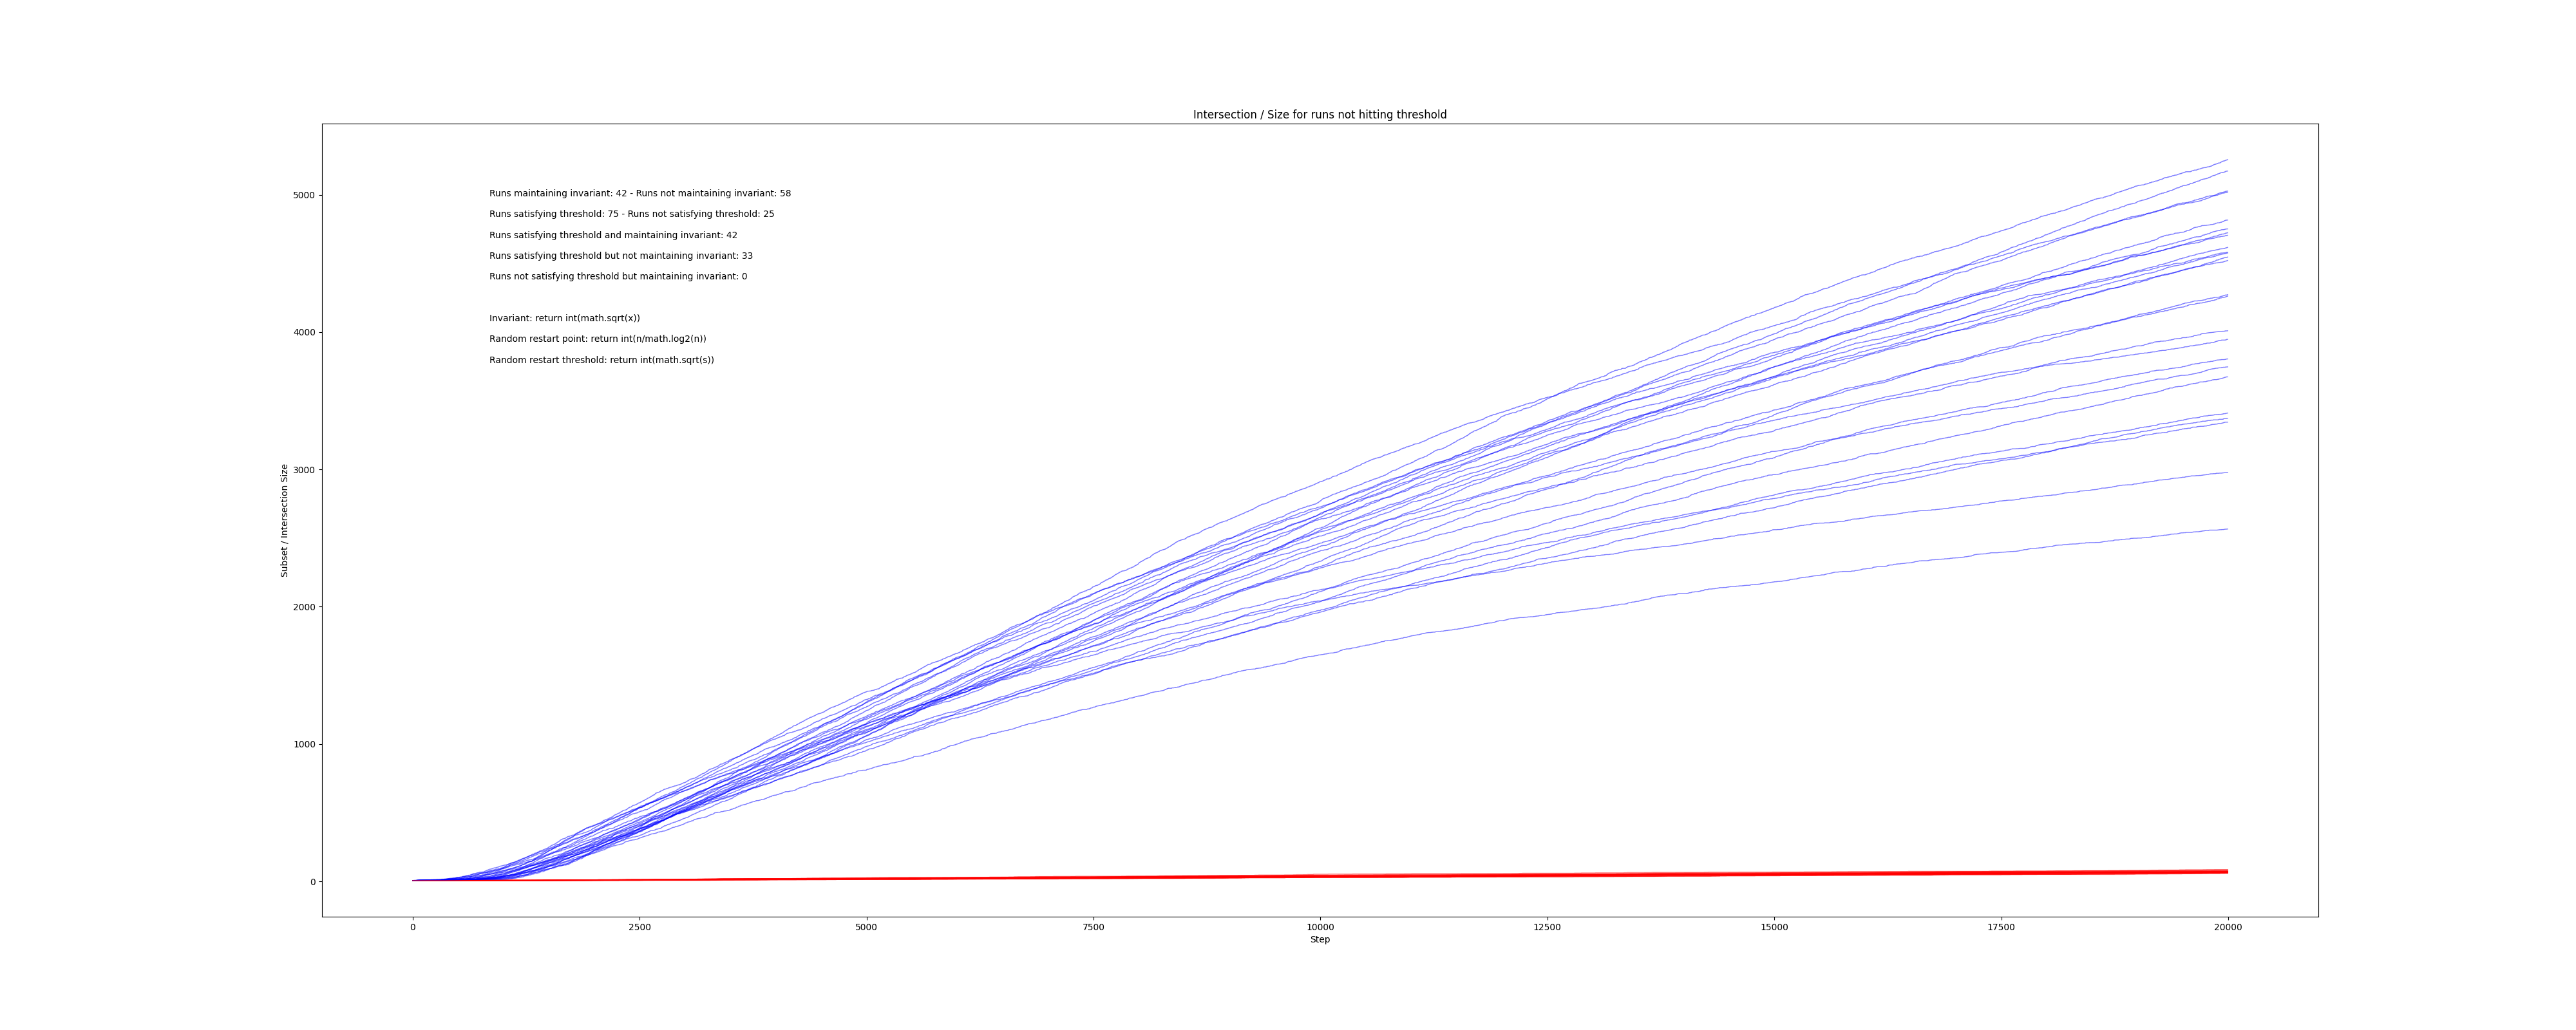 Intersection / Size for runs not hitting threshold
Runs maintaining invariant: 42 - Runs not maintaining invariant: 58
Runs satisfying threshold: 75 - Runs not satisfying threshold: 25
Runs satisfying threshold and maintaining invariant: 42
Runs satisfying threshold but not maintaining invariant: 33
Runs not satisfying threshold but maintaining invariant: 0
Invariant: return int(math.sqrt(x))
Random restart point: return int(n/math.log2(n))
Random restart threshold: return int(math.sqrt(s))
Subset / Intersection Size
5000
4000
3000
2000
1000
0
0 2500 5000 7500 10000 12500 15000 17500 20000
Step